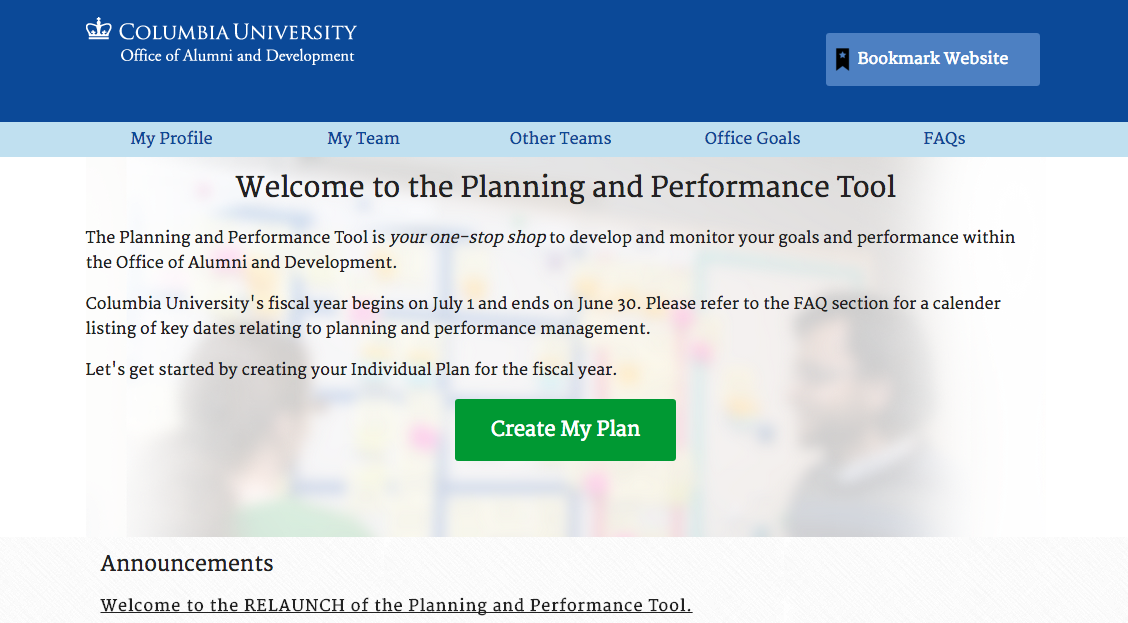 COLUMBIA UNIVERSITY
Office of Alumni and Development
Bookmark Website
My Profile
My Team
Other Teams
Office Goals
FAQs
Welcome to the Planning and Performance Tool
The Planning and Performance Tool is your one-stop shop to develop and monitor your goals and performance within
the Office of Alumni and Development.
Columbia University's fiscal year begins on July 1 and ends on June 30. Please refer to the FAQ section for a calender
listing of key dates relating to planning and performance management.
Let's get started by creating your Individual Plan for the fiscal year.
Create My Plan
Announcements
Welcome to the RELAUNCH of the Planning and Performance Tool.